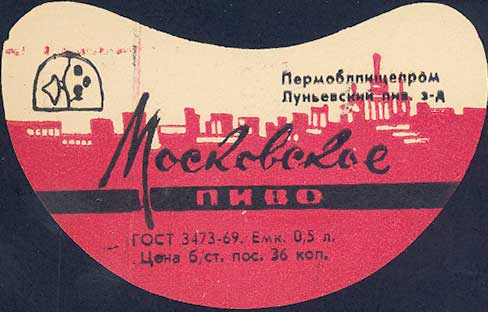 Пермоблпищепром
Луньевский пив. з-д
Московское
ПИВО
ГОСТ 3473-69. Емк. 0,5 л.
Цена б/ст. пос. 36 коп.